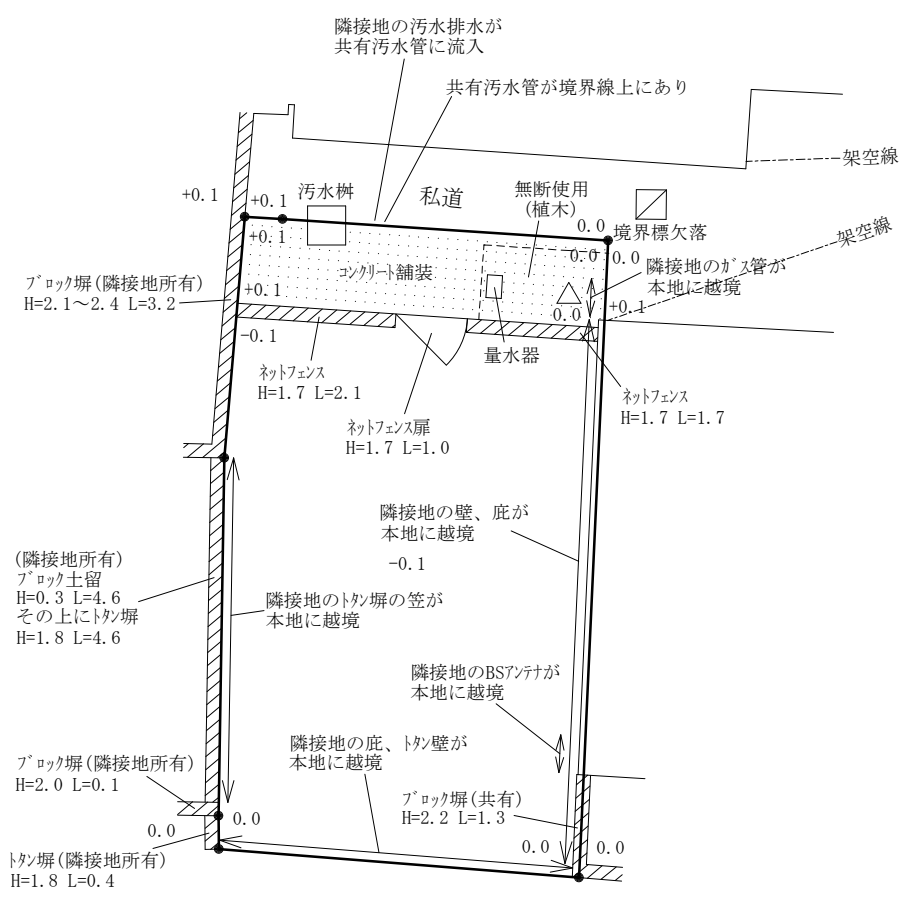 隣接地の汚水排水が
共有汚水管に流入
共有汚水管が境界線上にあり
架空線
+0.1
+0.1
汚水桝
私道
無断使用
(植木)
0.0
境界標欠落
架空線
+0.1
0.0
0.0
隣接地のｶﾞｽ管が
本地に越境
ｺﾝｸﾘｰﾄ舗装
ﾌﾞﾛｯｸ塀(隣接地所有)
H=2.1～2.4 L=3.2
+0.1
0.0
+0.1
-0.1
量水器
ﾈｯﾄﾌｪﾝｽ
H=1.7 L=2.1
ﾈｯﾄﾌｪﾝｽ扉
H=1.7 L=1.0
ﾈｯﾄﾌｪﾝｽ
H=1.7 L=1.7
隣接地の壁、庇が
本地に越境
-0.1
(隣接地所有)
ﾌﾞﾛｯｸ土留
H=0.3 L=4.6
その上にﾄﾀﾝ塀
H=1.8 L=4.6
隣接地のﾄﾀﾝ塀の笠が
本地に越境
隣接地のBSｱﾝﾃﾅが
本地に越境
隣接地の庇、ﾄﾀﾝ壁が
本地に越境
ﾌﾞﾛｯｸ塀(隣接地所有)
H=2.0 L=0.1
ﾌﾞﾛｯｸ塀(共有)
H=2.2 L=1.3
0.0
0.0
0.0
0.0
ﾄﾀﾝ塀(隣接地所有)
H=1.8 L=0.4